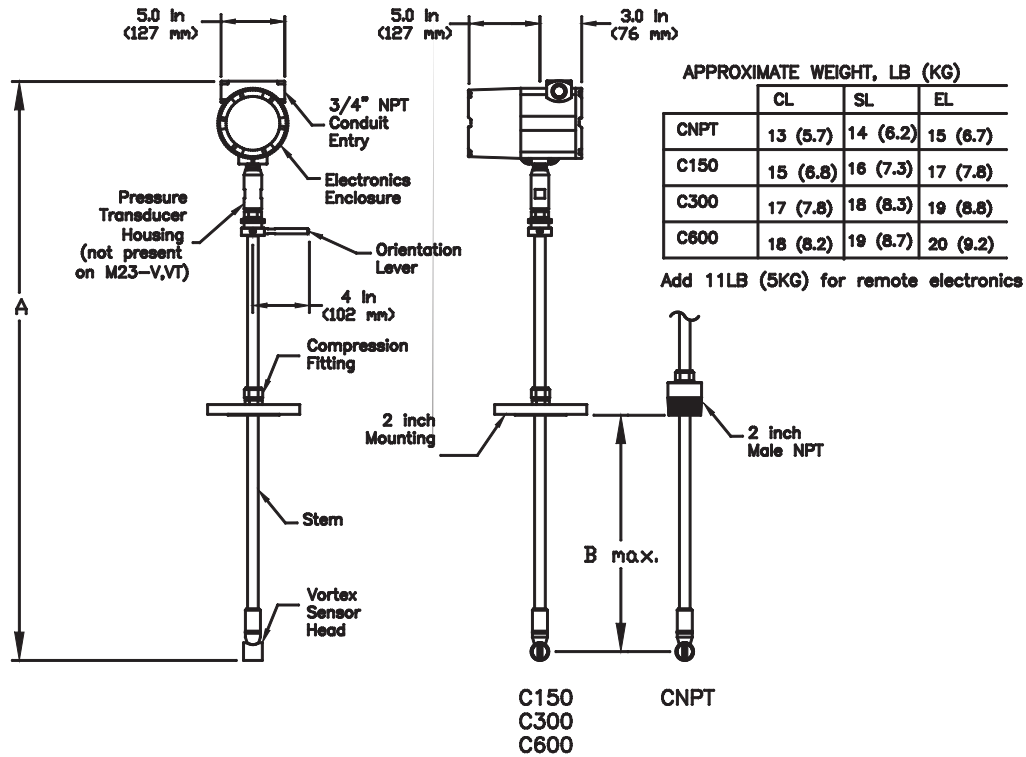 5.0 In
(127 mm)
5.0 In
(127 mm)
3.0 In
(76 mm)
3/4" NPT
Conduit
Entry
Electronics
Enclosure
Pressure
Transducer
Housing
(not present
on M23-V,VT)
Orientation
Lever
A
4 In
(102 mm)
Compression
Fitting
2 inch
Mounting
Stem
Vortex
Sensor
Head
APPROXIMATE WEIGHT, LB (KG)
CL SL EL
CNPT 13 (5.7) 14 (6.2) 15 (6.7)
C150 15 (6.8) 16 (7.3) 17 (7.8)
C300 17 (7.8) 18 (8.3) 19 (8.8)
C600 18 (8.2) 19 (8.7) 20 (9.2)
Add 11LB (5KG) for remote electronics
2 inch
Male NPT
B max.
C150
C300
C600
CNPT